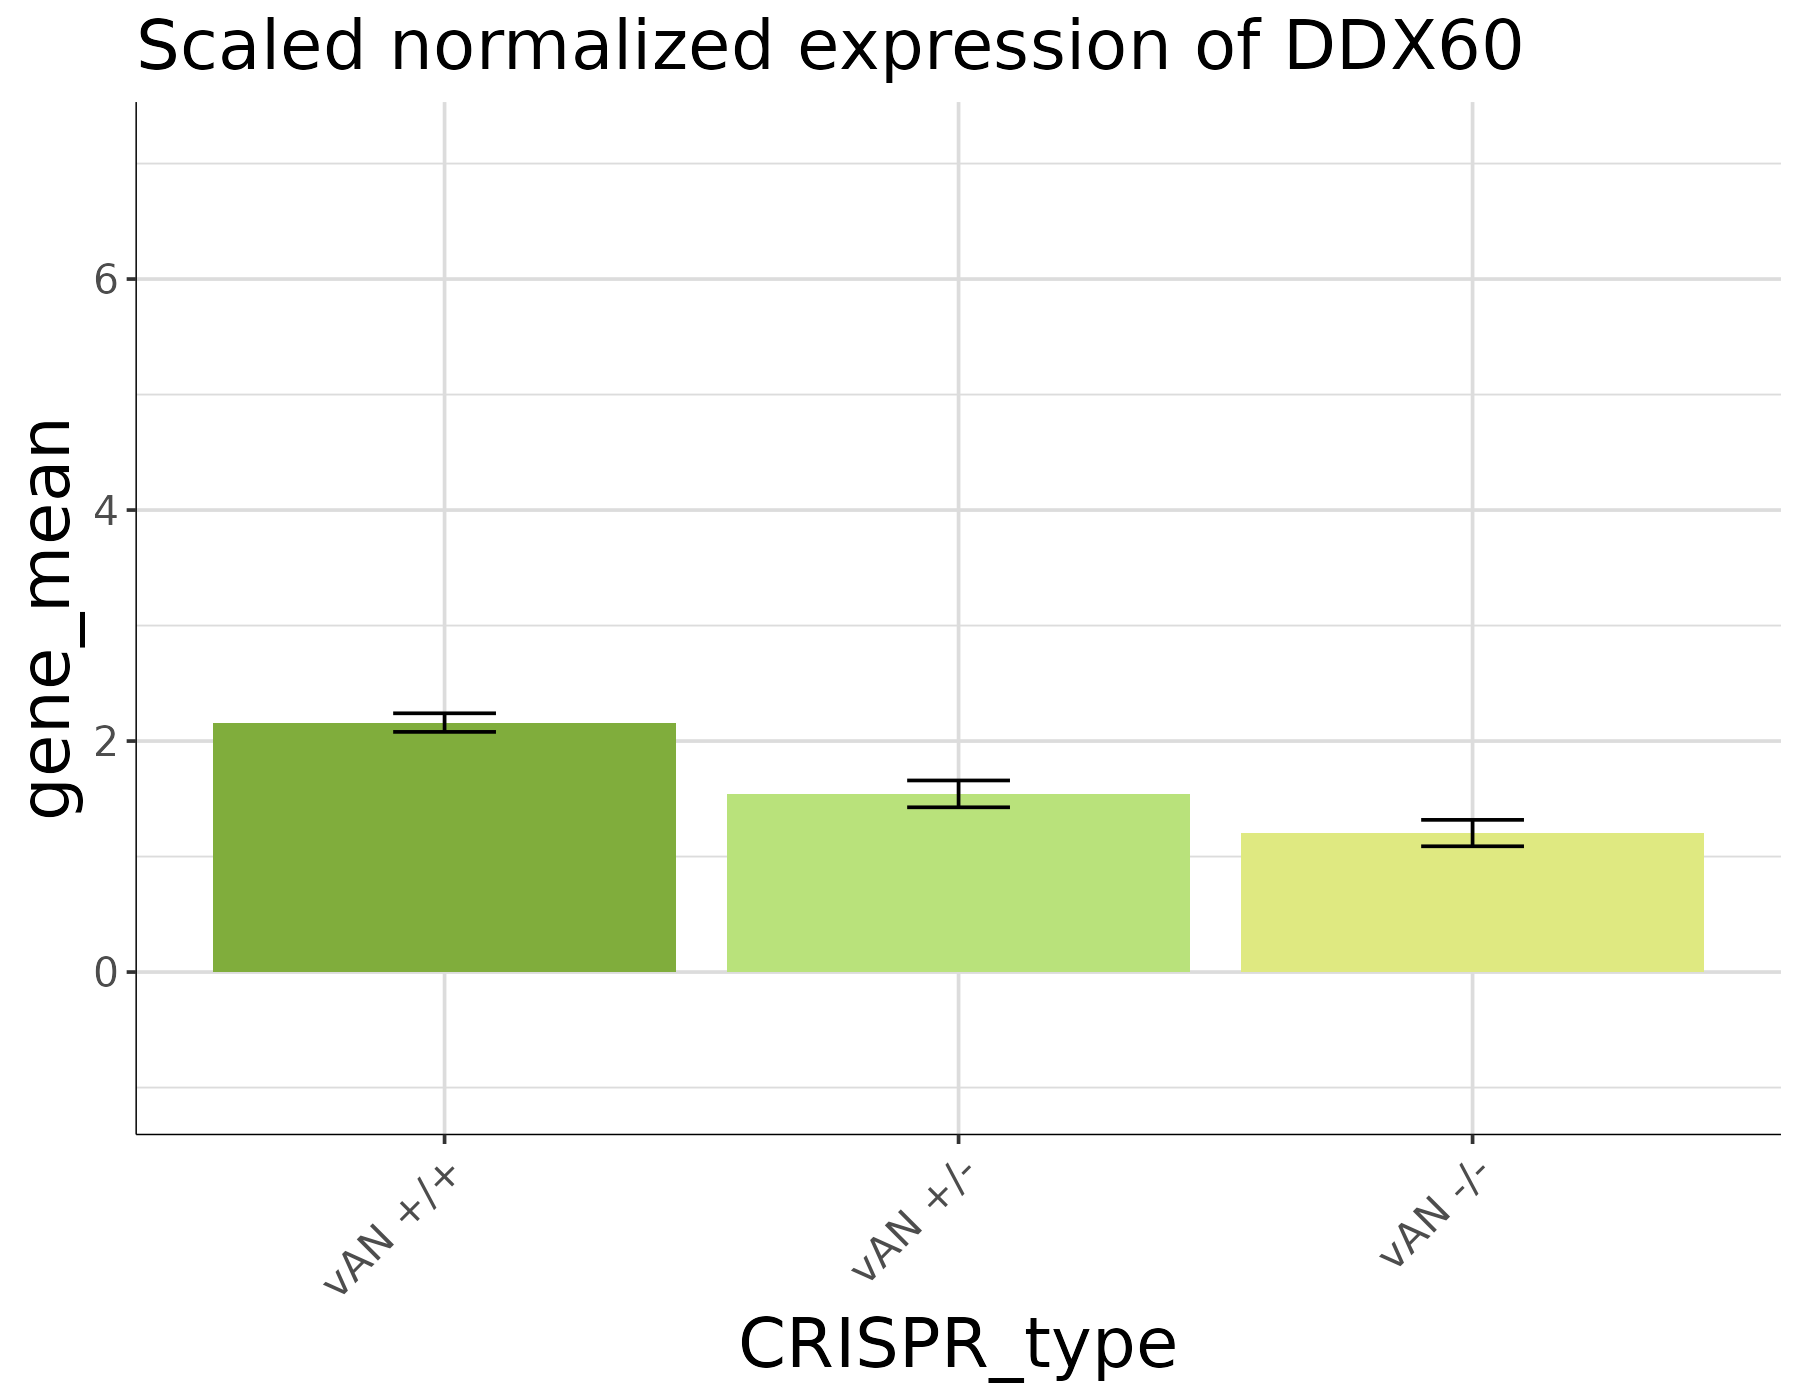 Scaled normalized expression of DDX60
gene_mean
6
4
2
0
vAN +/+
vAN +/-
vAN -/-
CRISPR_type